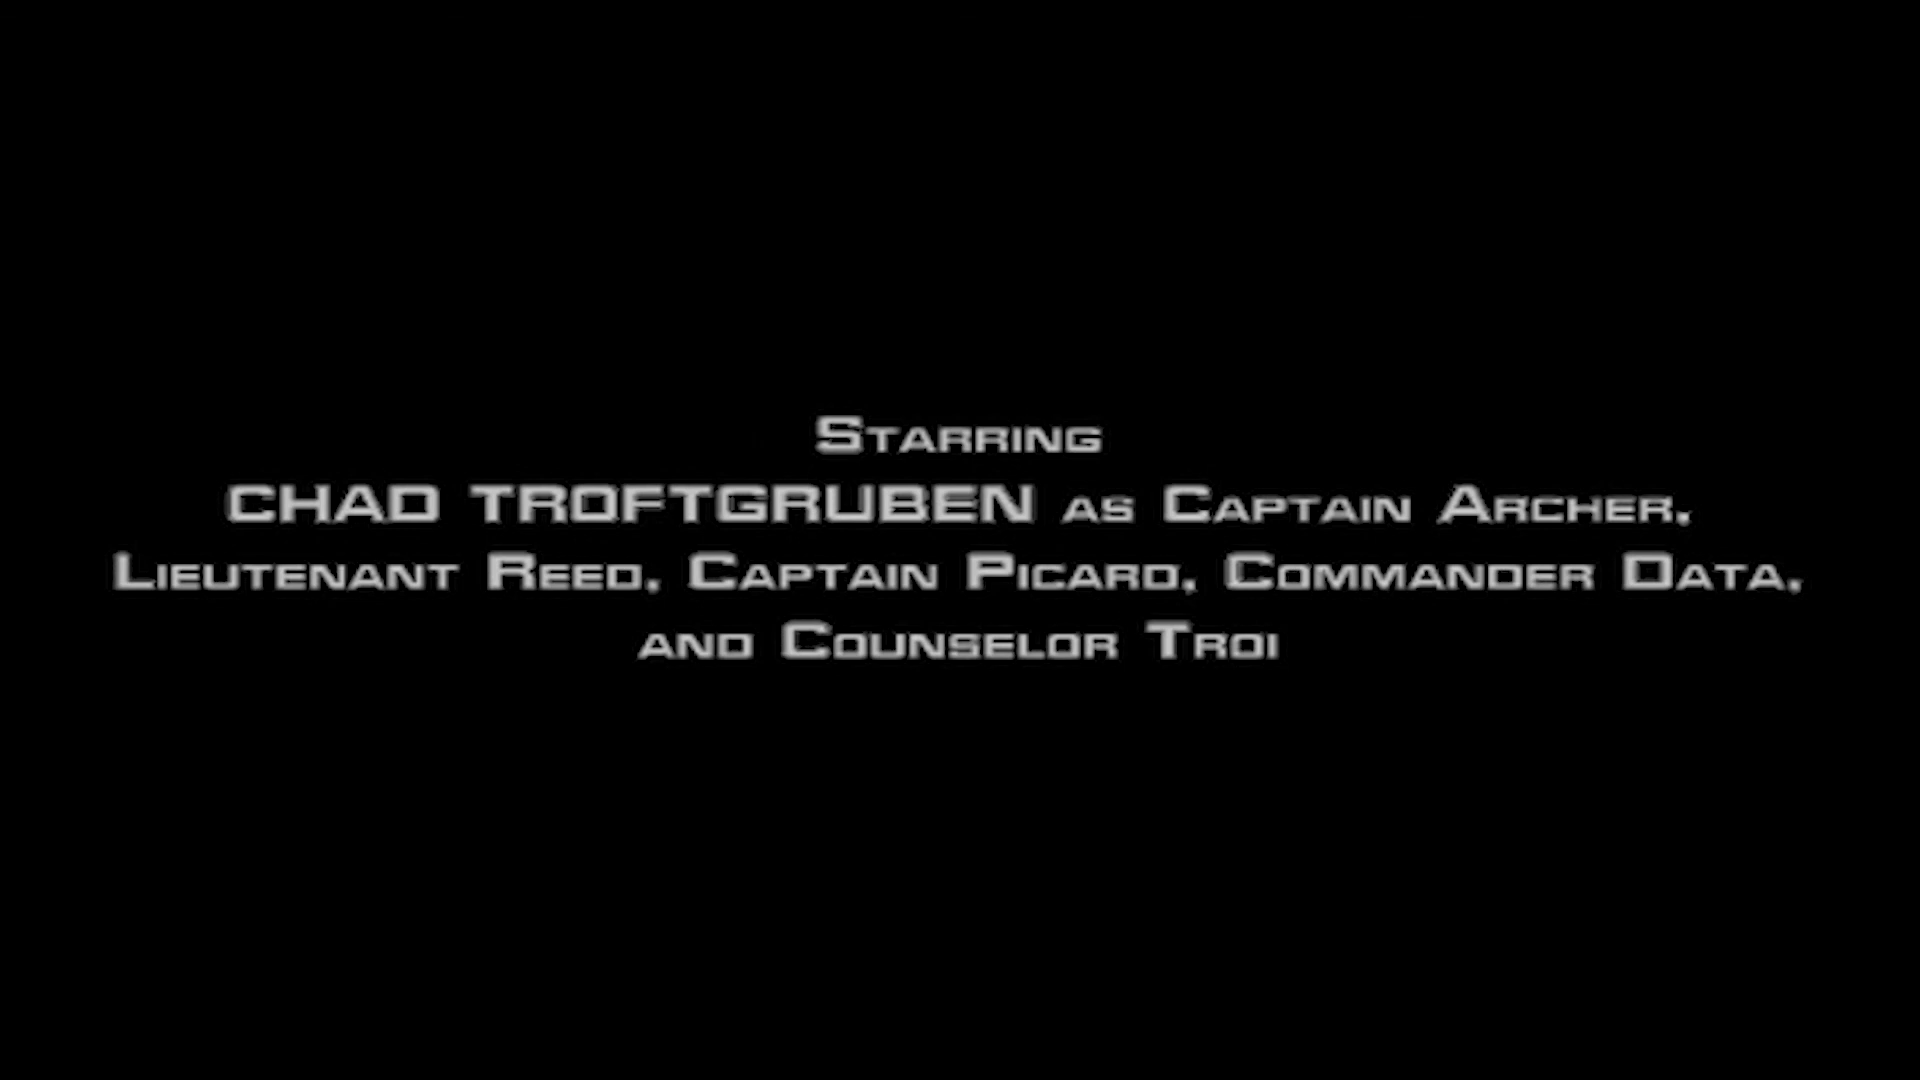 Starring
CHAD TROFTGRUBEN as Captain Archer,
Lieutenant Reed, Captain Picard, Commander Data,
and Counselor Troi